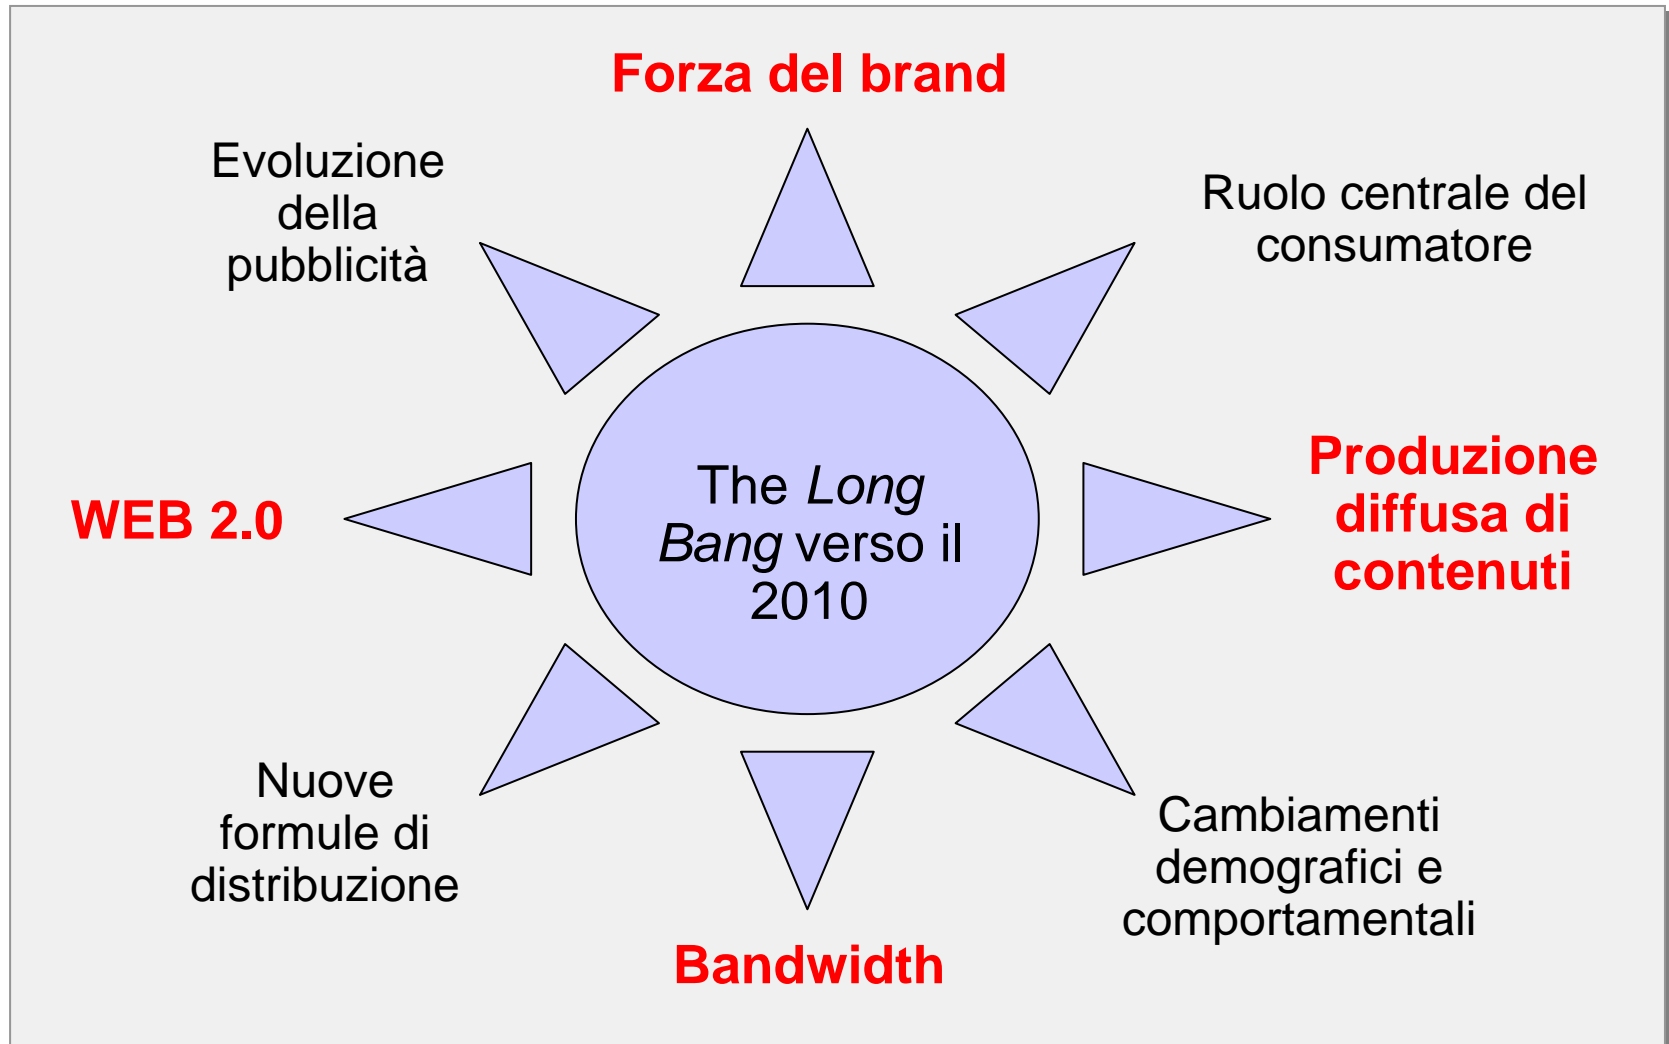 Forza del brand
Evoluzione
della
pubblicità
Ruolo centrale del
consumatore
WEB 2.0
The Long
Bang verso il
2010
Produzione
diffusa di
contenuti
Nuove
formule di
distribuzione
Cambiamenti
demografici e
comportamentali
Bandwidth